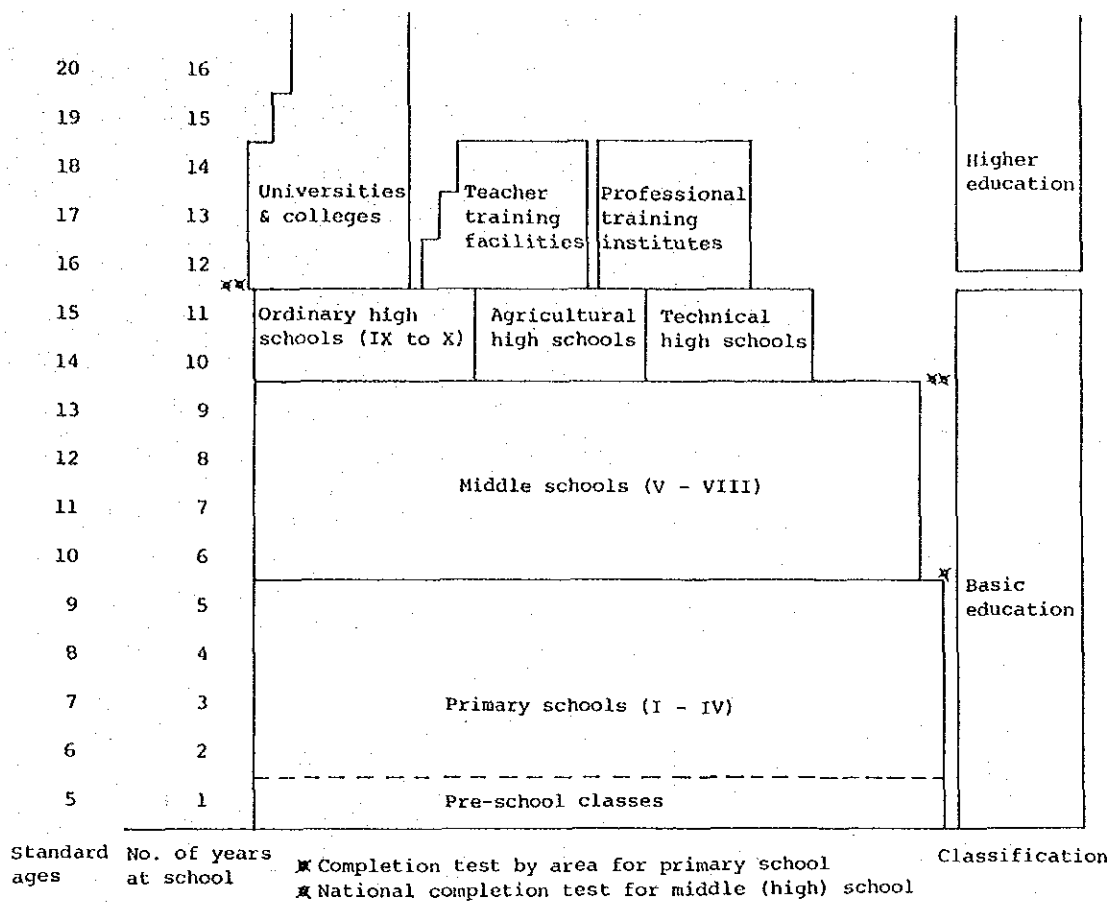 20 16
19 15
18 14
17 13
16 12
15 11
14 10
13 9
12 8
11 7
10 6
9 5
8 4
7 3
6 2
5 1
Universities
& colleges
Teacher
training
facilities
Professional
training
institutes
Higher
education
※※
Ordinary high
schools (IX to X)
Agricultural
high schools
Technical
high schools
※※
Middle schools (V - VIII)
※
Basic
education
Primary schools (I - IV)
Pre-school classes
Standard
ages
No. of years
at school
※ Completion test by area for primary school
※ National completion test for middle (high) school
Classification